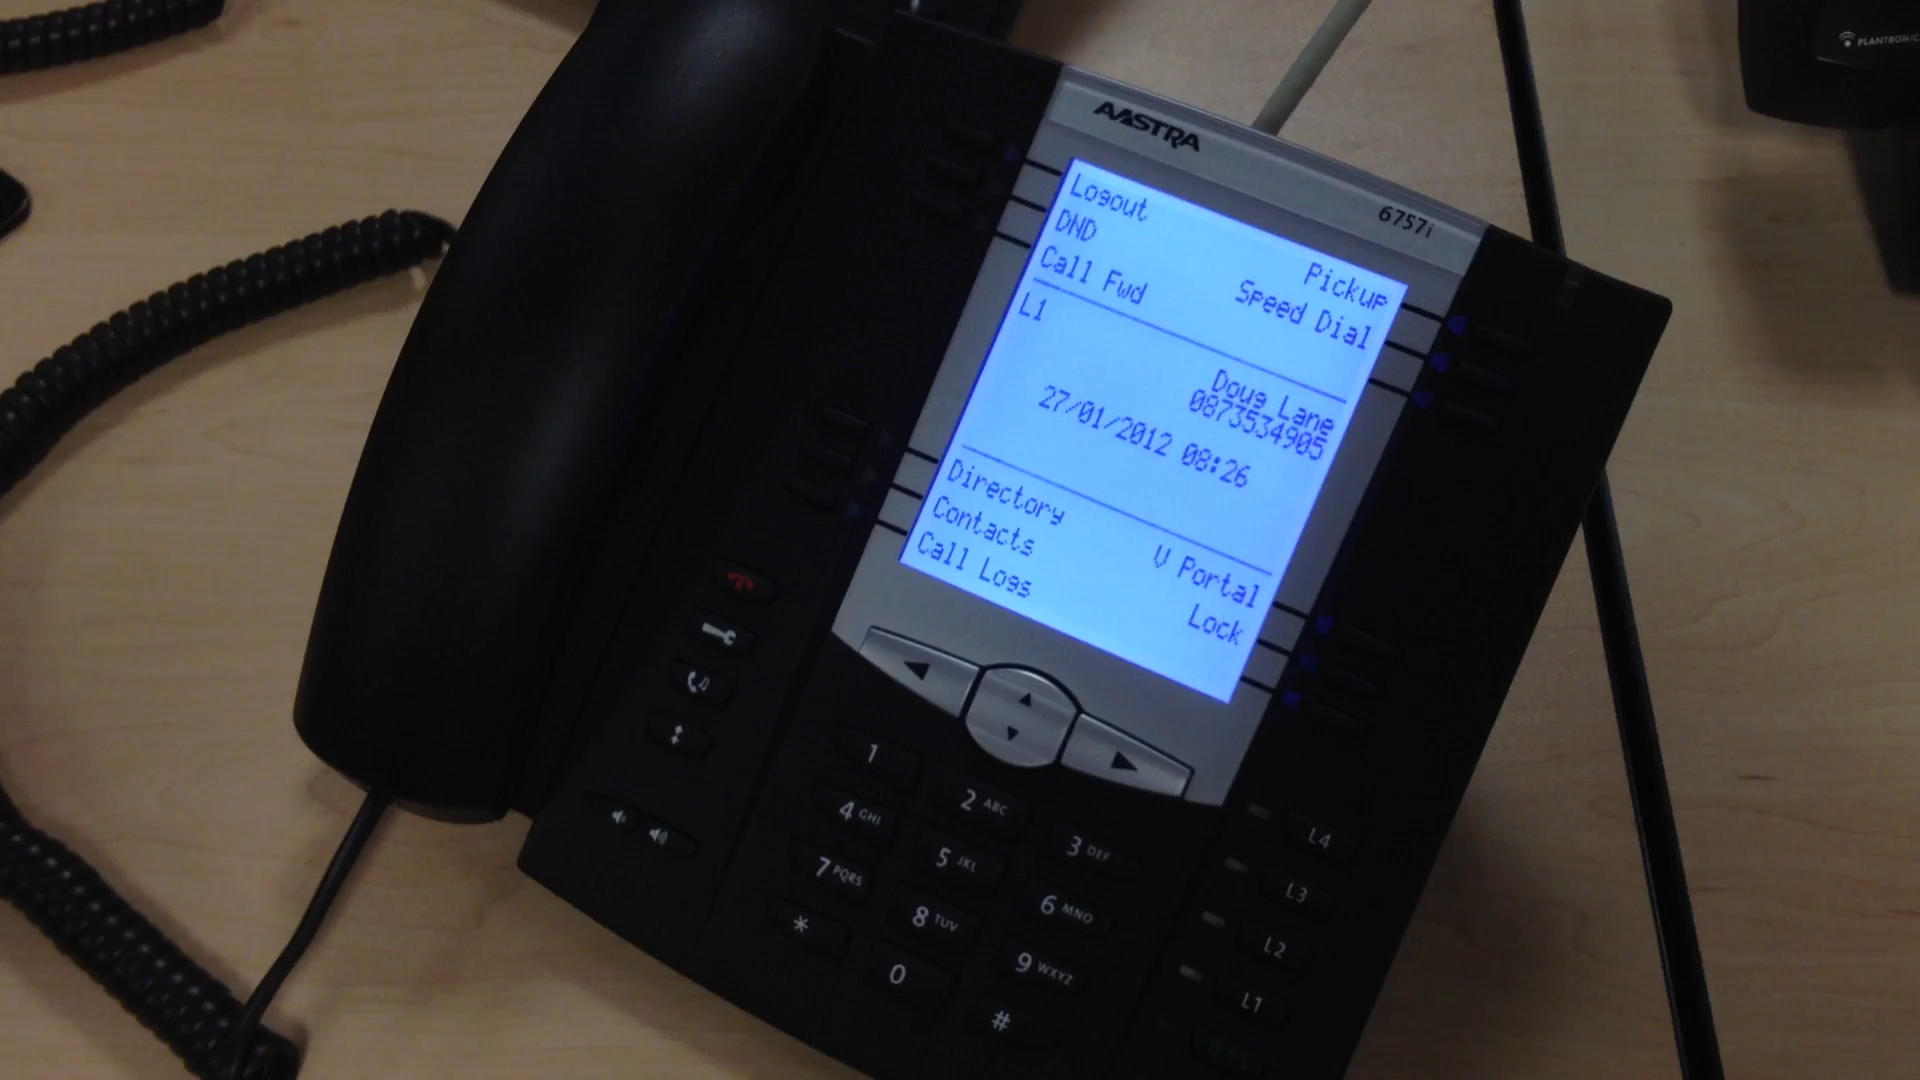 PLANTRONIC
AASTRA
6757i
Logout
Pickup
DND
Speed Dial
Call Fwd
L1
Doug Lane
0873534905
27/01/2012 08:26
Directory
V Portal
Contacts
Lock
Call Logs
1
2 ABC
3 DEF
4 GHI
5 JKL
6 MNO
7 PQRS
8 TUV
9 WXYZ
*
0
#
L4
L3
L2
L1